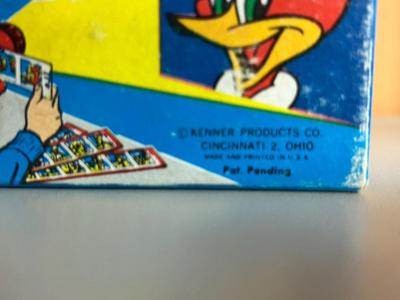 © KENNER PRODUCTS CO.
CINCINNATI 2, OHIO
MADE AND PRINTED IN U.S.A.
Pat. Pending